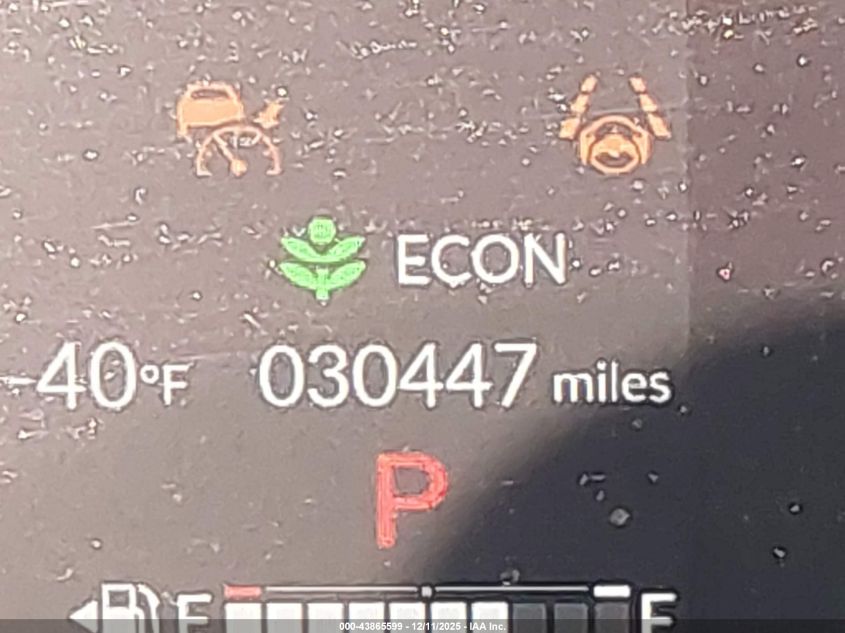 ECON
-40°F 030447 miles
P
E F
000-43865599 - 12/11/2025 - IAA Inc.